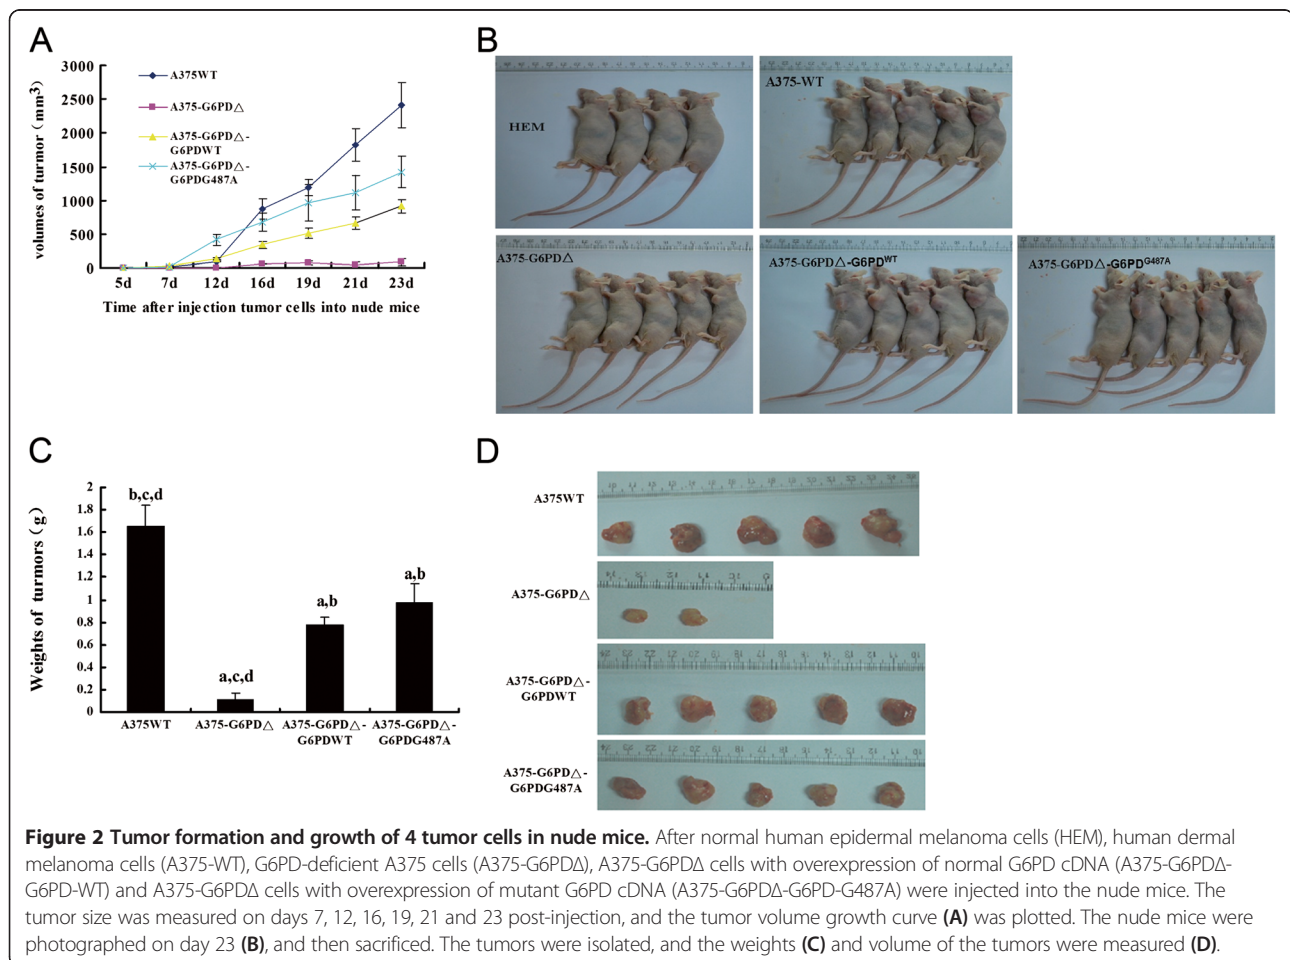 A
3000
2500
2000
1500
1000
500
0
volumes of turmor（mm3）
A375WT
A375-G6PD△
A375-G6PD△-
G6PDWT
A375-G6PD△-
G6PDG487A
5d 7d 12d 16d 19d 21d 23d
Time after injection tumor cells into nude mice
B
HEM
A375-WT
A375-G6PD△
A375-G6PD△-G6PDWT
A375-G6PD△-G6PDG487A
C
2
1.8
1.6
1.4
1.2
1
0.8
0.6
0.4
0.2
0
Weights of turmors（g）
b,c,d
a,c,d
a,b
a,b
A375WT
A375-G6PD△
A375-G6PD△-
G6PDWT
A375-G6PD△-
G6PDG487A
D
A375WT
A375-G6PD△
A375-G6PD△-
G6PDWT
A375-G6PD△-
G6PDG487A
Figure 2 Tumor formation and growth of 4 tumor cells in nude mice. After normal human epidermal melanoma cells (HEM), human dermal
melanoma cells (A375-WT), G6PD-deficient A375 cells (A375-G6PDΔ), A375-G6PDΔ cells with overexpression of normal G6PD cDNA (A375-G6PDΔ-
G6PD-WT) and A375-G6PDΔ cells with overexpression of mutant G6PD cDNA (A375-G6PDΔ-G6PD-G487A) were injected into the nude mice. The
tumor size was measured on days 7, 12, 16, 19, 21 and 23 post-injection, and the tumor volume growth curve (A) was plotted. The nude mice were
photographed on day 23 (B), and then sacrificed. The tumors were isolated, and the weights (C) and volume of the tumors were measured (D).